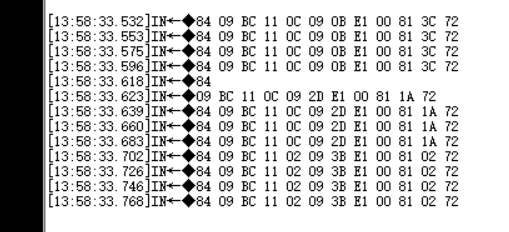 [13:58:33.532]IN←◆84 09 BC 11 0C 09 0B E1 00 81 3C 72
[13:58:33.553]IN←◆84 09 BC 11 0C 09 0B E1 00 81 3C 72
[13:58:33.575]IN←◆84 09 BC 11 0C 09 0B E1 00 81 3C 72
[13:58:33.596]IN←◆84 09 BC 11 0C 09 0B E1 00 81 3C 72
[13:58:33.618]IN←◆84
[13:58:33.623]IN←◆09 BC 11 0C 09 2D E1 00 81 1A 72
[13:58:33.639]IN←◆84 09 BC 11 0C 09 2D E1 00 81 1A 72
[13:58:33.660]IN←◆84 09 BC 11 0C 09 2D E1 00 81 1A 72
[13:58:33.683]IN←◆84 09 BC 11 0C 09 2D E1 00 81 1A 72
[13:58:33.702]IN←◆84 09 BC 11 02 09 3B E1 00 81 02 72
[13:58:33.726]IN←◆84 09 BC 11 02 09 3B E1 00 81 02 72
[13:58:33.746]IN←◆84 09 BC 11 02 09 3B E1 00 81 02 72
[13:58:33.768]IN←◆84 09 BC 11 02 09 3B E1 00 81 02 72